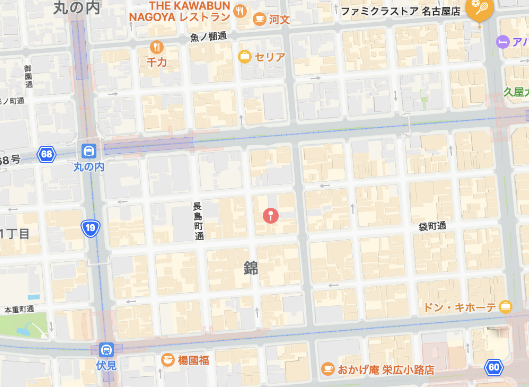 丸の内
THE KAWABUN
NAGOYA レストラン
河文
ファミクラストア 名古屋店
魚ノ棚通
千カ
セリア
アパ
御園通
久屋大
68号
68
丸の内
19
長島町通
1丁目
袋町通
錦
本重町通
ドン・キホーテ
伏見
楊國福
おかげ庵 栄広小路店
60